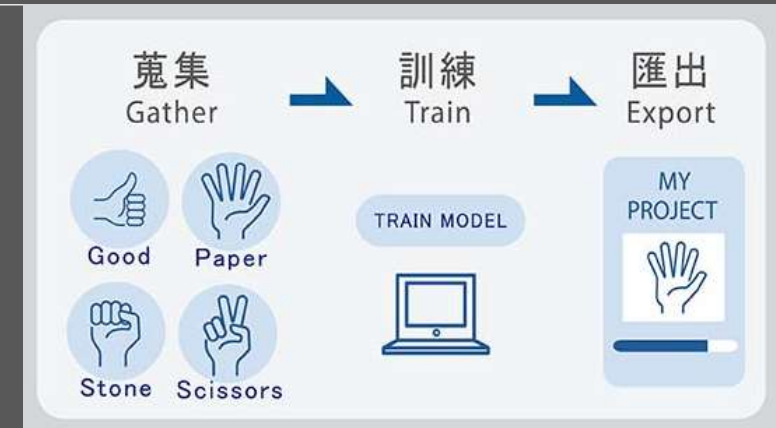 蒐集
Gather
訓練
Train
匯出
Export
Good
Paper
Stone
Scissors
TRAIN MODEL
MY
PROJECT